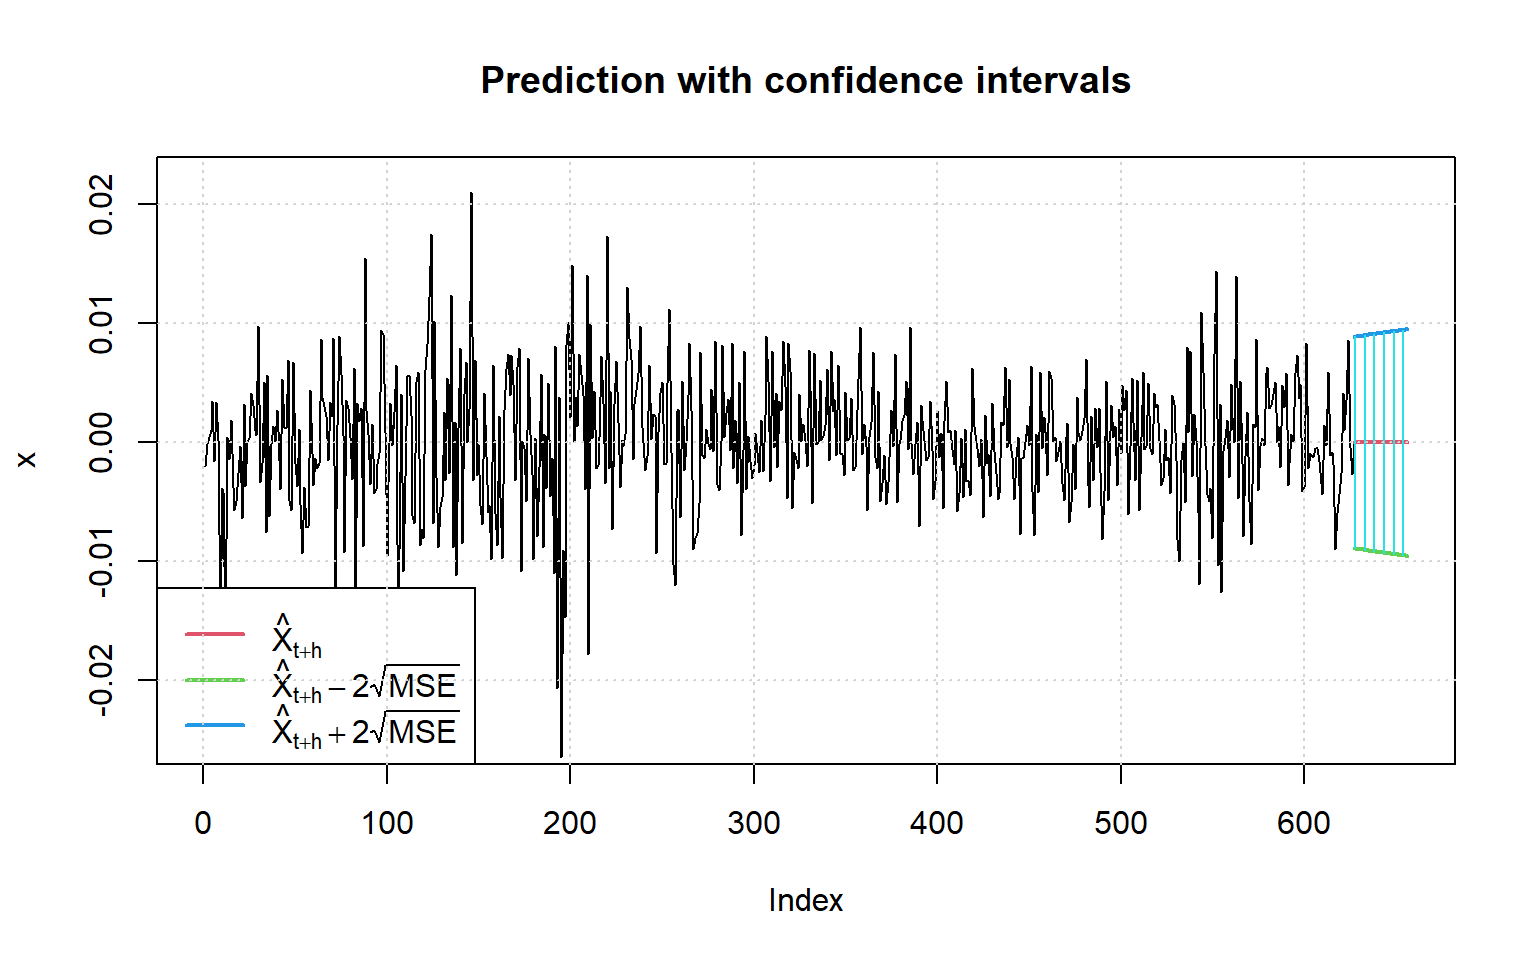 Prediction with confidence intervals
x
0.02
0.01
0.00
-0.01
-0.02
X̂t+h
X̂t+h − 2√MSE
X̂t+h + 2√MSE
0 100 200 300 400 500 600
Index